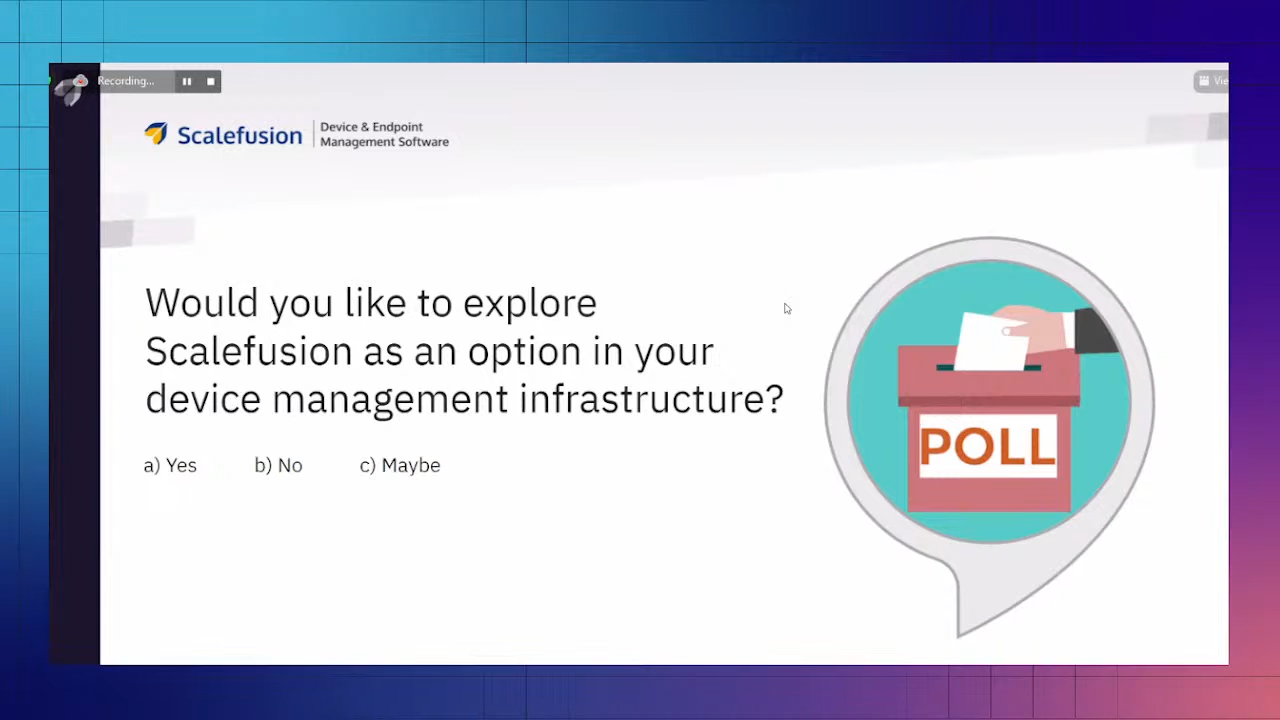 Recording...
Vie
Scalefusion
Device & Endpoint
Management Software
Would you like to explore
Scalefusion as an option in your
device management infrastructure?
a) Yes b) No c) Maybe
POLL